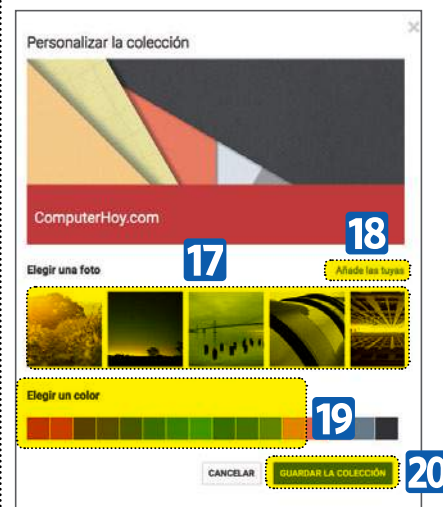 Personalizar la colección
ComputerHoy.com
18
17
Elegir una foto
Añade las tuyas
Elegir un color
19
CANCELAR
GUARDAR LA COLECCIÓN
20